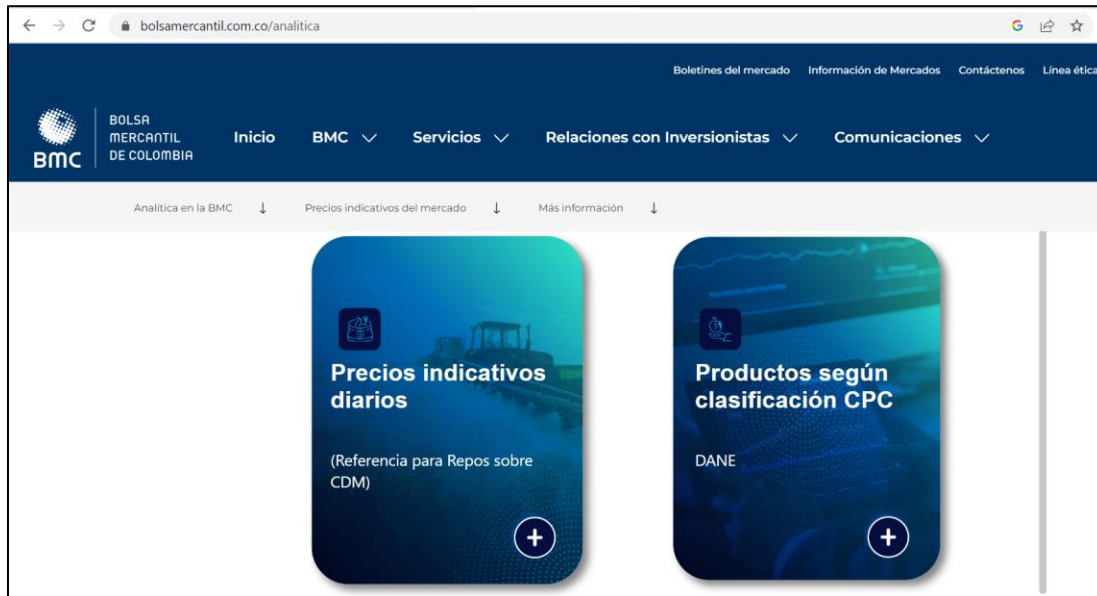 bolsamercantil.com.co/analitica
Boletines del mercado Información de Mercados Contáctenos Línea ética
BOLSA
MERCANTIL
DE COLOMBIA
BMC
Inicio BMC Servicios Relaciones con Inversionistas Comunicaciones
Analítica en la BMC Precios indicativos del mercado Más información
Precios indicativos
diarios
(Referencia para Repos sobre
CDM)
Productos según
clasificación CPC
DANE